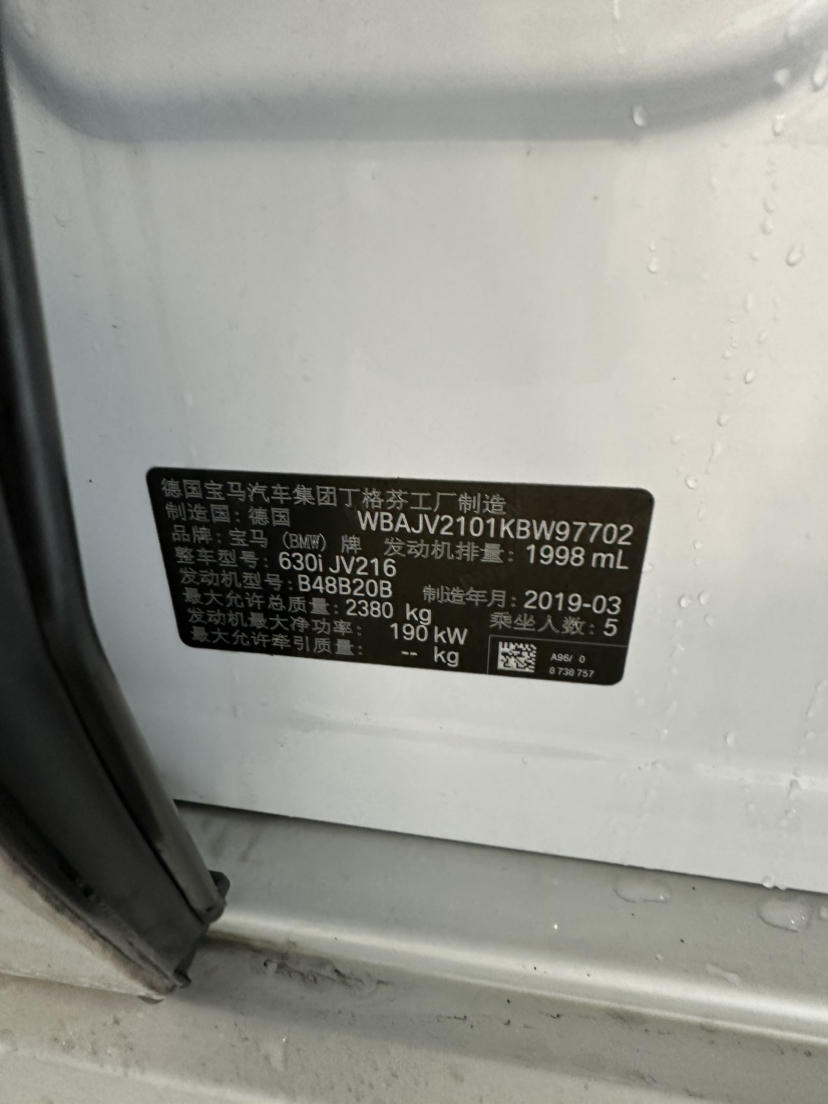 德国宝马汽车集团丁格芬工厂制造
制造国: 德国 WBAJV2101KBW97702
品牌: 宝马 (BMW) 牌 发动机排量: 1998 mL
整车型号: 630i JV216
发动机型号: B48B20B 制造年月: 2019-03
最大允许总质量: 2380 kg 乘坐人数: 5
发动机最大净功率: 190 kW
最大允许牵引质量: -- kg
A96/ 0
8 738 757